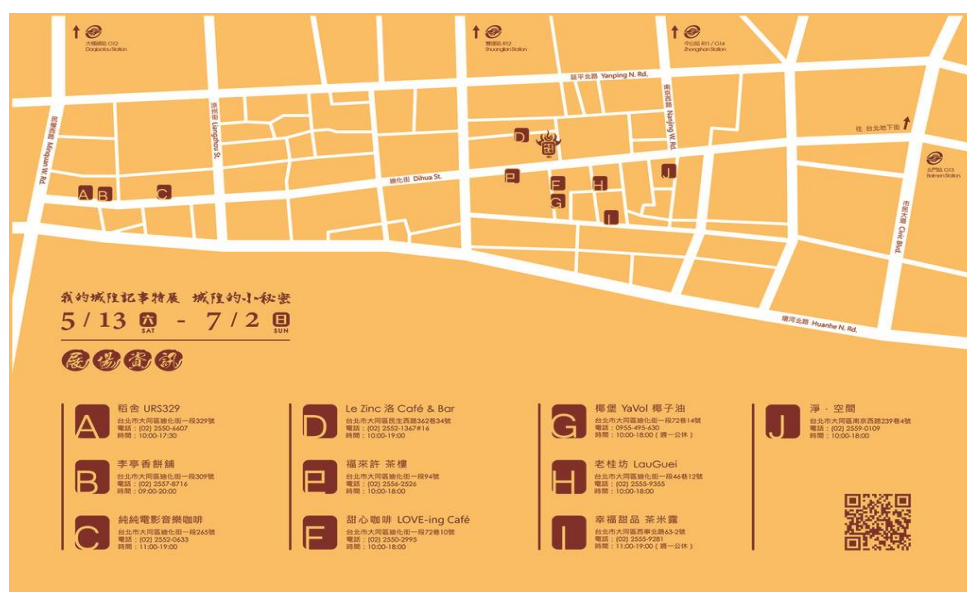 大橋頭站 O12
Daqiaotou Station
雙連站 R12
Shuanglian Station
中山站 R11 / G14
Zhongshan Station
延平北路 Yanping N. Rd.
民權西路 Minquan W. Rd.
涼州街 Liangzhou St.
南京西路 Nanjing W. Rd.
往 台北地下街
北門站 G13
Beimen Station
迪化街 Dihua St.
A
B
C
D
E
F
G
H
I
J
市民大道 Civic Blvd.
環河北路 Huanhe N. Rd.
我的城隍記事特展 城隍的小秘密
5 / 13 六 SAT - 7 / 2 日 SUN
展場資訊
A
稻舍 URS329
台北市大同區迪化街一段329號
電話：(02) 2550-6607
時間：10:00-17:30
B
李亭香餅舖
台北市大同區迪化街一段309號
電話：(02) 2557-8716
時間：09:00-20:00
C
純純電影音樂咖啡
台北市大同區迪化街一段265號
電話：(02) 2552-0633
時間：11:00-19:00
D
Le Zinc 洛 Café & Bar
台北市大同區民生西路362巷34號
電話：(02) 2552-1367#16
時間：10:00-19:00
E
福來許 茶樓
台北市大同區迪化街一段94號
電話：(02) 2556-2526
時間：10:00-18:00
F
甜心咖啡 LOVE-ing Café
台北市大同區迪化街一段72巷10號
電話：(02) 2550-2995
時間：10:00-18:00
G
椰堡 YaVol 椰子油
台北市大同區迪化街一段72巷14號
電話：0955-495-630
時間：10:00-18:00 ( 週一公休 )
H
老桂坊 LauGuei
台北市大同區迪化街一段46巷12號
電話：(02) 2555-9355
時間：10:00-18:00
I
幸福甜品 茶米露
台北市大同區西寧北路63-2號
電話：(02) 2555-9281
時間：11:00-19:00 ( 週一公休 )
J
淨．空間
台北市大同區南京西路239巷4號
電話：(02) 2559-0109
時間：10:00-18:00